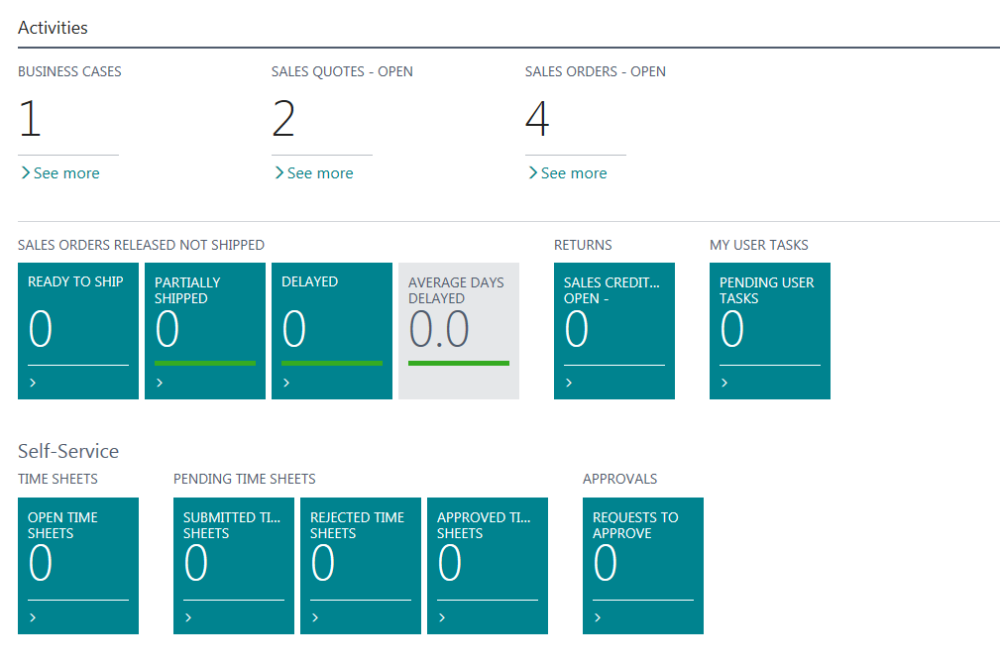 Activities
BUSINESS CASES
SALES QUOTES - OPEN
SALES ORDERS - OPEN
1
2
4
See more
See more
See more
SALES ORDERS RELEASED NOT SHIPPED
RETURNS
MY USER TASKS
READY TO SHIP
0
PARTIALLY
SHIPPED
0
DELAYED
0
AVERAGE DAYS
DELAYED
0.0
SALES CREDIT...
OPEN -
0
PENDING USER
TASKS
0
Self-Service
TIME SHEETS
PENDING TIME SHEETS
APPROVALS
OPEN TIME
SHEETS
0
SUBMITTED TI...
SHEETS
0
REJECTED TIME
SHEETS
0
APPROVED TI...
SHEETS
0
REQUESTS TO
APPROVE
0